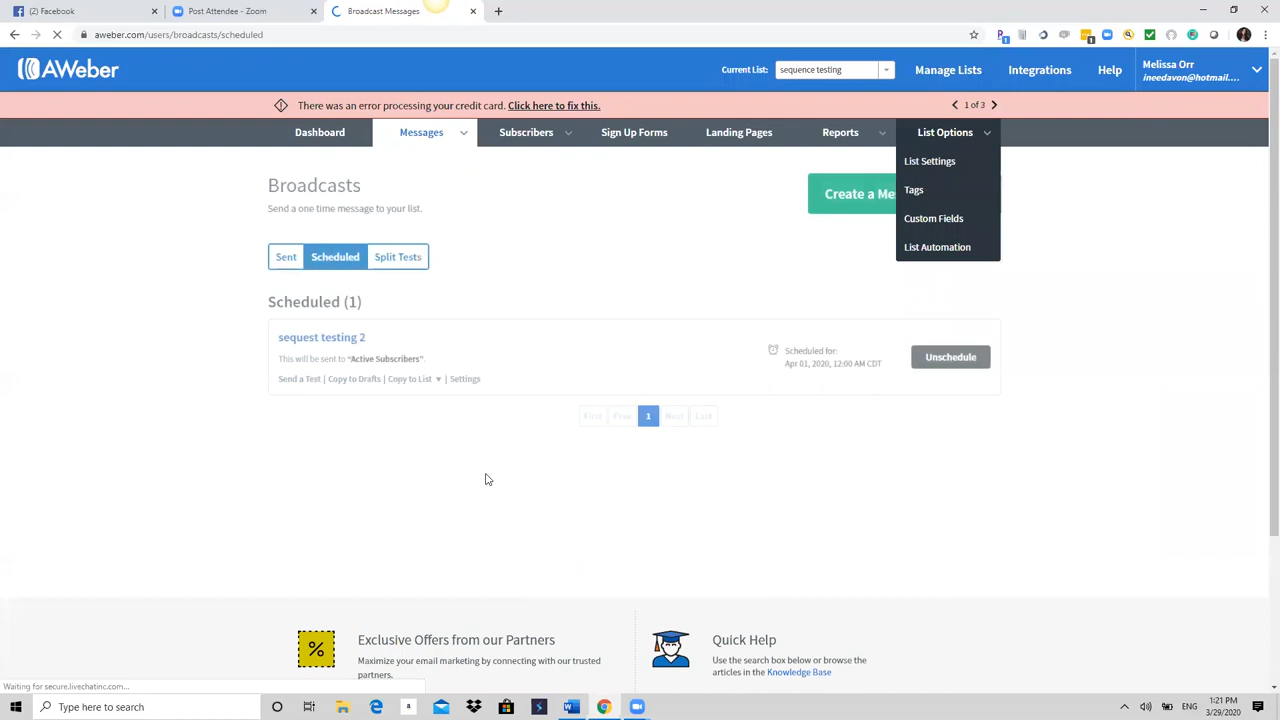 (2) Facebook
Post Attendee - Zoom
Broadcast Messages
aweber.com/users/broadcasts/scheduled
AWeber
Current List:
sequence testing
Manage Lists
Integrations
Help
Melissa Orr
ineedavon@hotmail....
There was an error processing your credit card. Click here to fix this.
1 of 3
Dashboard
Messages
Subscribers
Sign Up Forms
Landing Pages
Reports
List Options
List Settings
Tags
Custom Fields
List Automation
Broadcasts
Send a one time message to your list.
Create a Me
Sent
Scheduled
Split Tests
Scheduled (1)
sequest testing 2
This will be sent to “Active Subscribers”.
Send a Test | Copy to Drafts | Copy to List ▼ | Settings
Scheduled for:
Apr 01, 2020, 12:00 AM CDT
Unschedule
First Prev 1 Next Last
Exclusive Offers from our Partners
Maximize your email marketing by connecting with our trusted
partners.
Quick Help
Use the search box below or browse the
articles in the Knowledge Base
Waiting for secure.livechatinc.com...
Type here to search
ENG
1:21 PM
3/29/2020